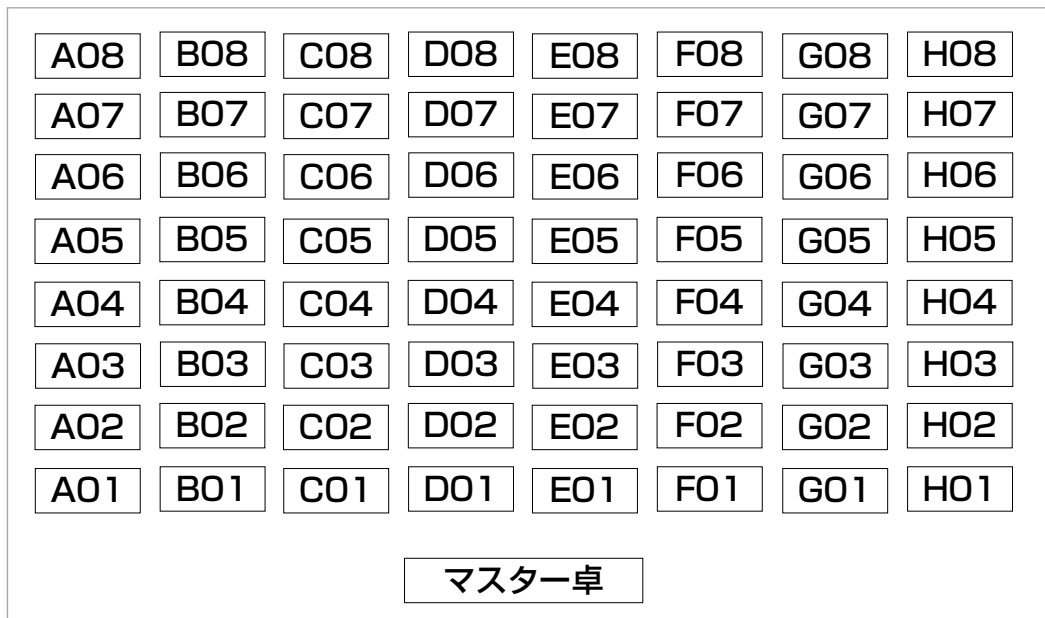 A08 B08 C08 D08 E08 F08 G08 H08
A07 B07 C07 D07 E07 F07 G07 H07
A06 B06 C06 D06 E06 F06 G06 H06
A05 B05 C05 D05 E05 F05 G05 H05
A04 B04 C04 D04 E04 F04 G04 H04
A03 B03 C03 D03 E03 F03 G03 H03
A02 B02 C02 D02 E02 F02 G02 H02
A01 B01 C01 D01 E01 F01 G01 H01
マスター卓